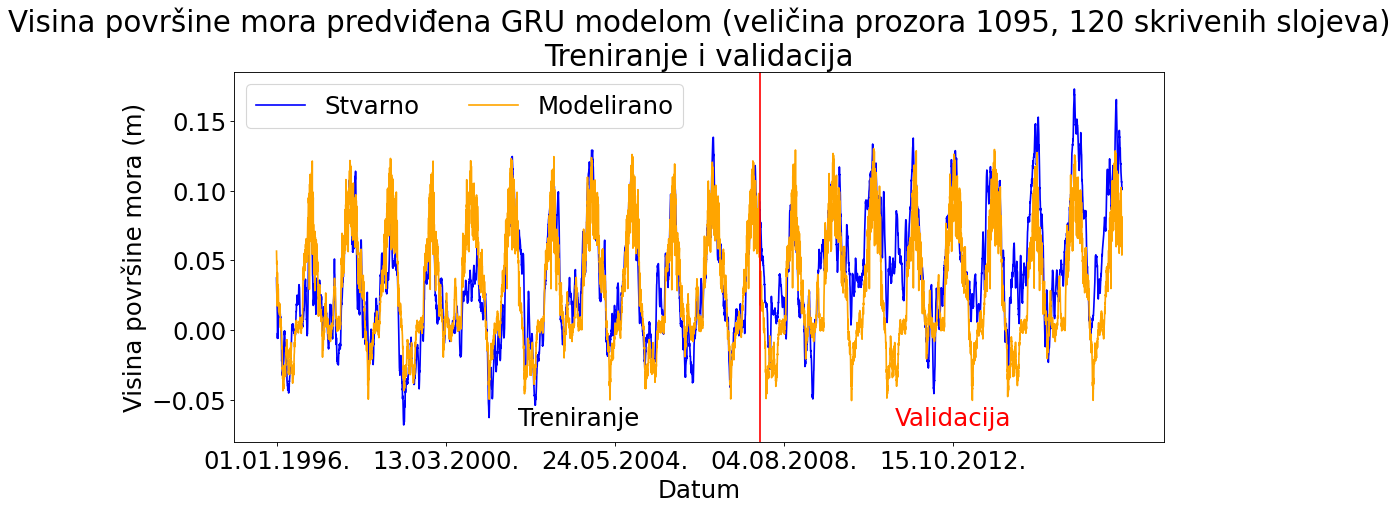 Visina površine mora predviđena GRU modelom (veličina prozora 1095, 120 skrivenih slojeva)
Treniranje i validacija
Stvarno
Modelirano
Visina površine mora (m)
0.15
0.10
0.05
0.00
−0.05
Treniranje
Validacija
01.01.1996.
13.03.2000.
24.05.2004.
04.08.2008.
15.10.2012.
Datum